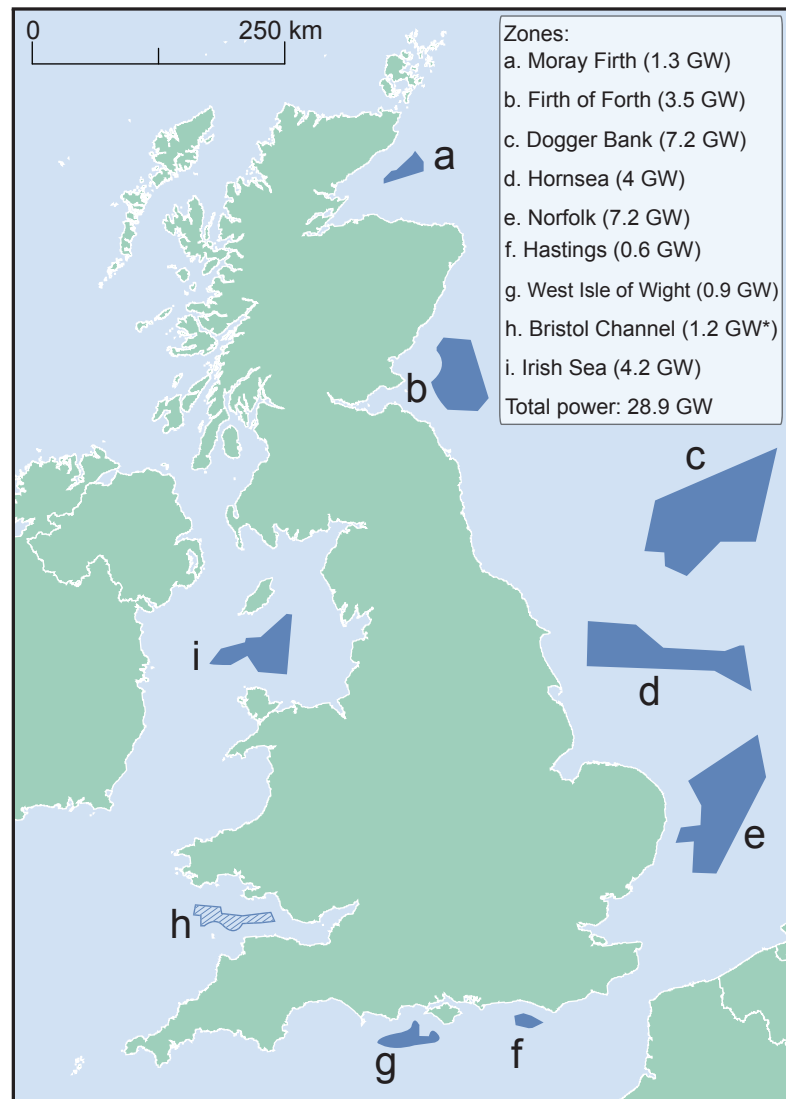 0 250 km
Zones:
a. Moray Firth (1.3 GW)
b. Firth of Forth (3.5 GW)
c. Dogger Bank (7.2 GW)
d. Hornsea (4 GW)
e. Norfolk (7.2 GW)
f. Hastings (0.6 GW)
g. West Isle of Wight (0.9 GW)
h. Bristol Channel (1.2 GW*)
i. Irish Sea (4.2 GW)
Total power: 28.9 GW
a
b
c
i
d
e
h
g
f